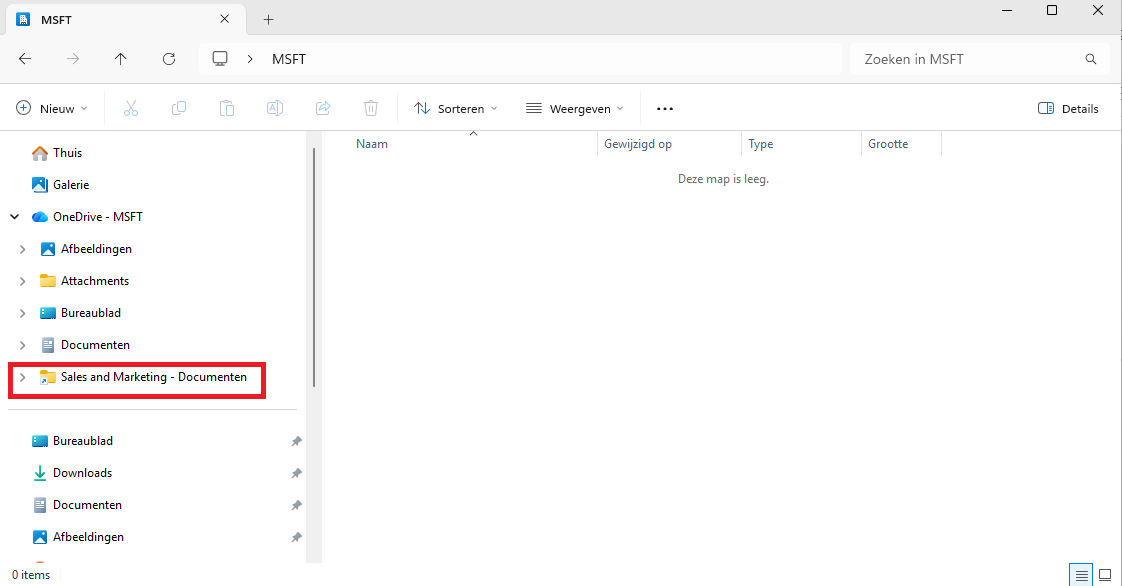 MSFT
MSFT
Zoeken in MSFT
Nieuw
Sorteren
Weergeven
Details
Thuis
Galerie
OneDrive - MSFT
Afbeeldingen
Attachments
Bureaublad
Documenten
Sales and Marketing - Documenten
Bureaublad
Downloads
Documenten
Afbeeldingen
Naam
Gewijzigd op
Type
Grootte
Deze map is leeg.
0 items